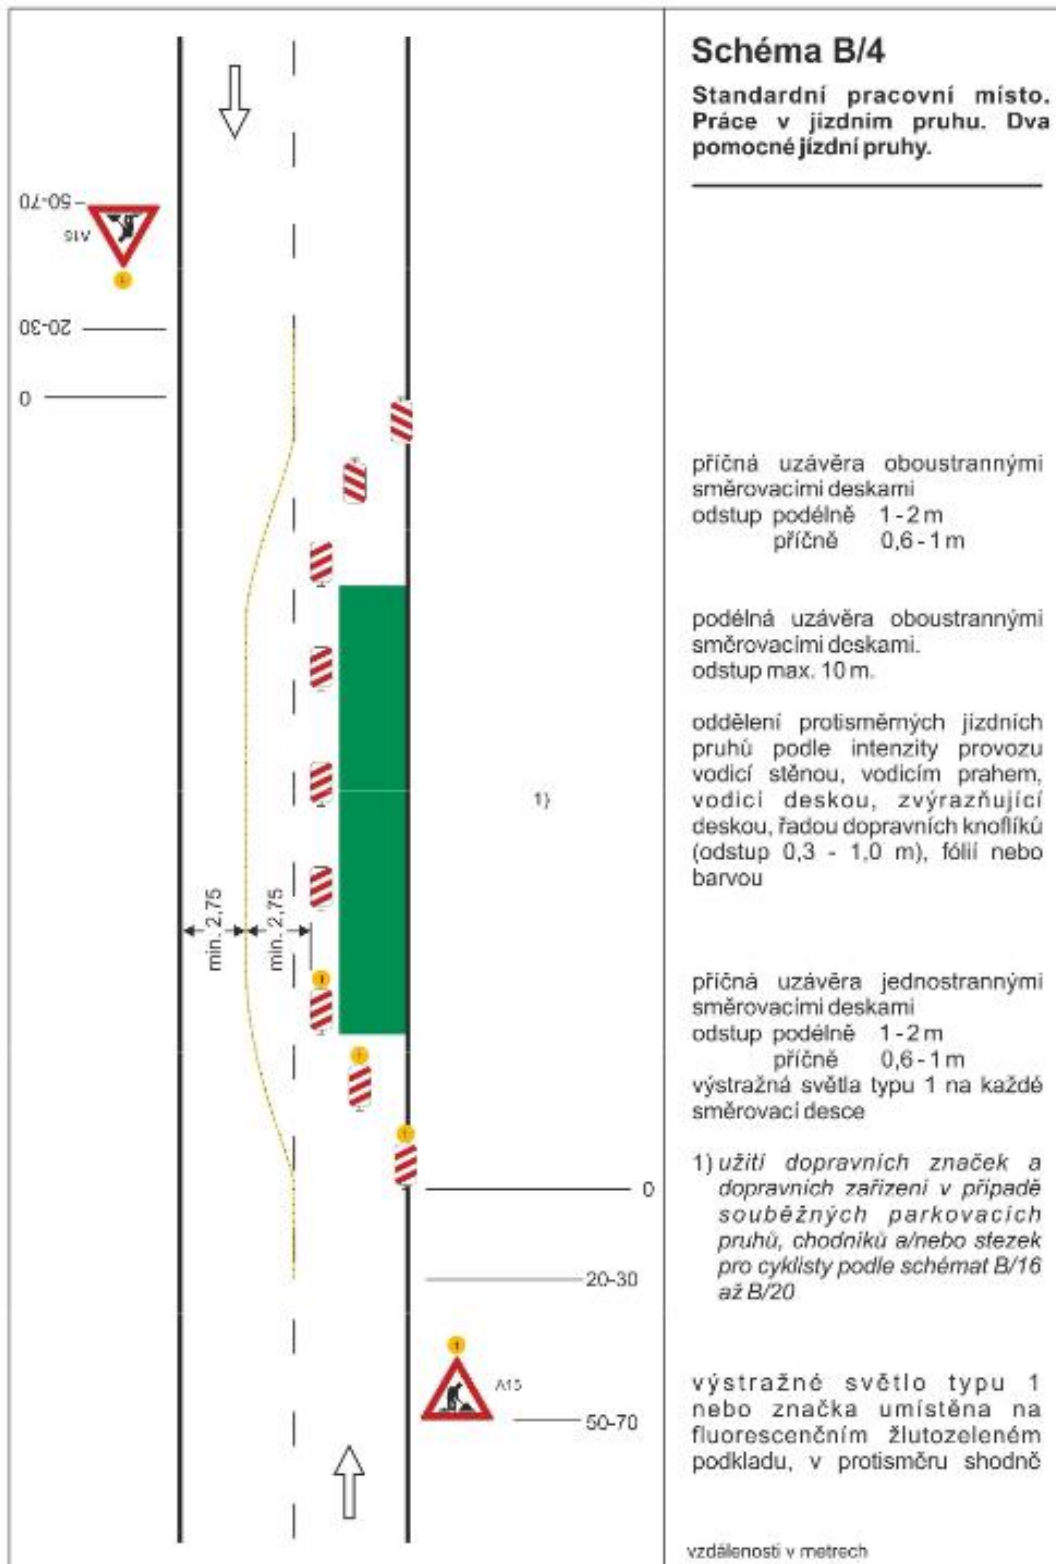 Schéma B/4
Standardní pracovní místo.
Práce v jízdním pruhu. Dva
pomocné jízdní pruhy.
50-70
A15
1
20-30
0
příčná uzávěra oboustrannými
směrovacími deskami
odstup podélně 1-2 m
příčně 0,6-1 m
podélná uzávěra oboustrannými
směrovacími deskami.
odstup max. 10 m.
oddělení protisměrných jízdních
pruhů podle intenzity provozu
vodicí stěnou, vodicím prahem,
vodicí deskou, zvýrazňující
deskou, řadou dopravních knoflíků
(odstup 0,3 - 1,0 m), fólií nebo
barvou
1)
min. 2,75
min. 2,75
1
1
1
příčná uzávěra jednostrannými
směrovacími deskami
odstup podélně 1-2 m
příčně 0,6-1 m
výstražná světla typu 1 na každé
směrovací desce
0
1) užití dopravních značek a
dopravních zařízení v případě
souběžných parkovacích
pruhů, chodníků a/nebo stezek
pro cyklisty podle schémat B/16
až B/20
20-30
1
A15
50-70
výstražné světlo typu 1
nebo značka umístěna na
fluorescenčním žlutozeleném
podkladu, v protisměru shodně
vzdálenosti v metrech